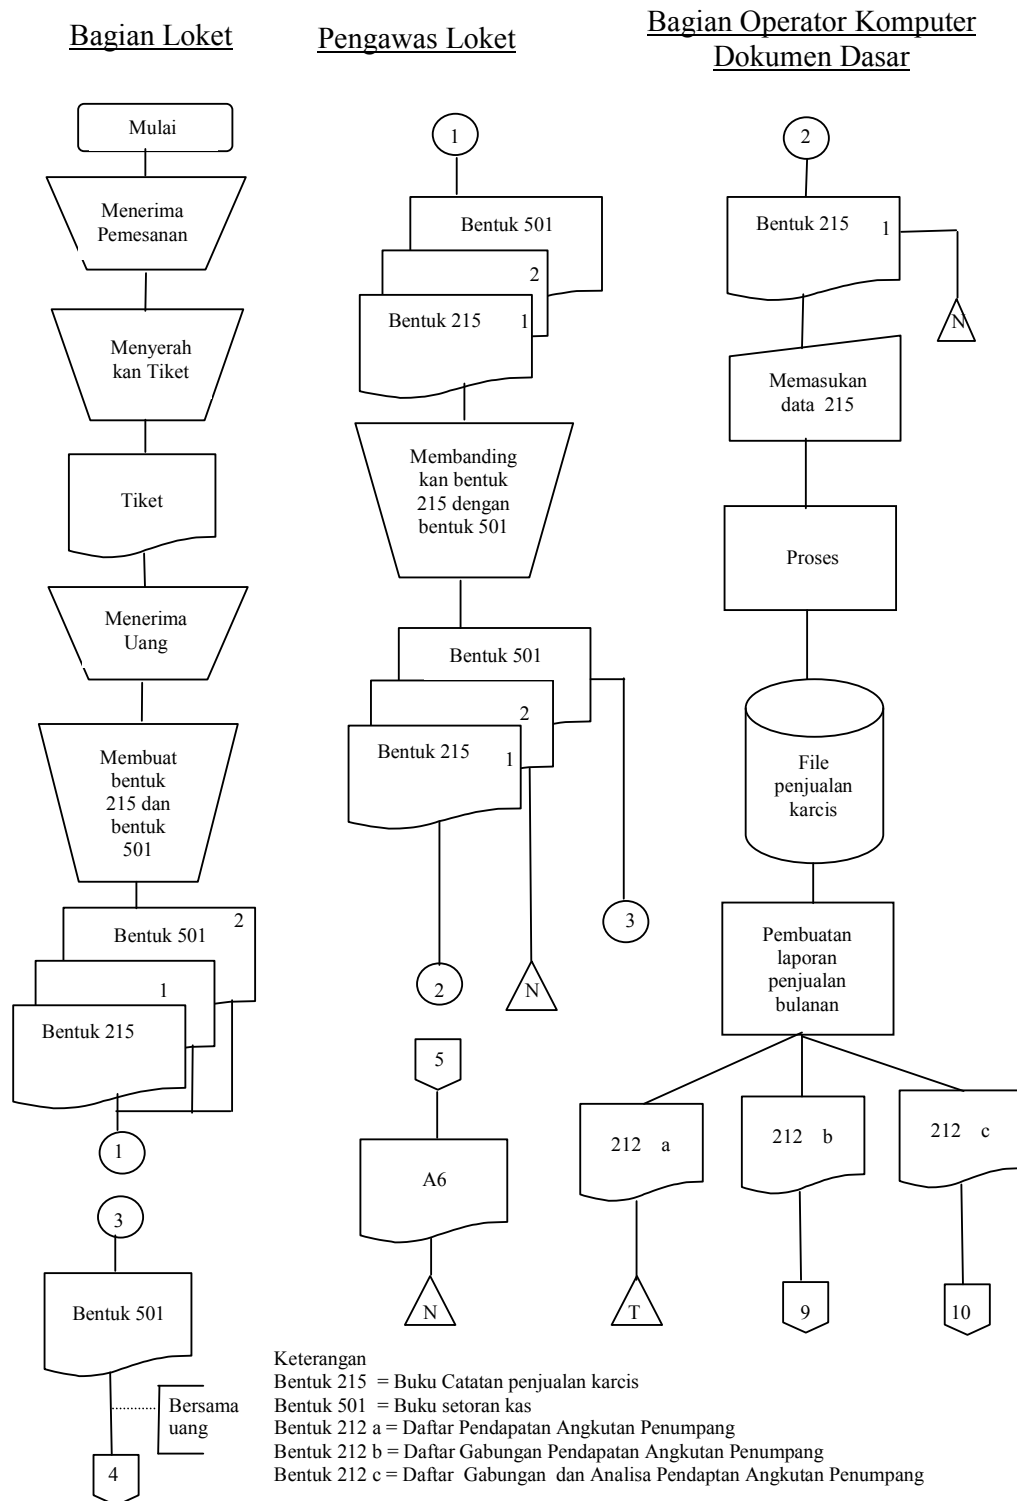 Bagian Loket
Mulai
Menerima
Pemesanan
Menyerah
kan Tiket
Tiket
Menerima
Uang
Membuat
bentuk
215 dan
bentuk
501
2
Bentuk 501
1
Bentuk 215
1
3
Bentuk 501
Bersama
uang
4
Pengawas Loket
1
Bentuk 501
2
Bentuk 215 1
Membanding
kan bentuk
215 dengan
bentuk 501
Bentuk 501
2
Bentuk 215 1
3
2
N
5
A6
N
Bagian Operator Komputer
Dokumen Dasar
2
Bentuk 215 1
N
Memasukan
data 215
Proses
File
penjualan
karcis
Pembuatan
laporan
penjualan
bulanan
212 a
212 b
212 c
T
9
10
Keterangan
Bentuk 215 = Buku Catatan penjualan karcis
Bentuk 501 = Buku setoran kas
Bentuk 212 a = Daftar Pendapatan Angkutan Penumpang
Bentuk 212 b = Daftar Gabungan Pendapatan Angkutan Penumpang
Bentuk 212 c = Daftar Gabungan dan Analisa Pendaptan Angkutan Penumpang